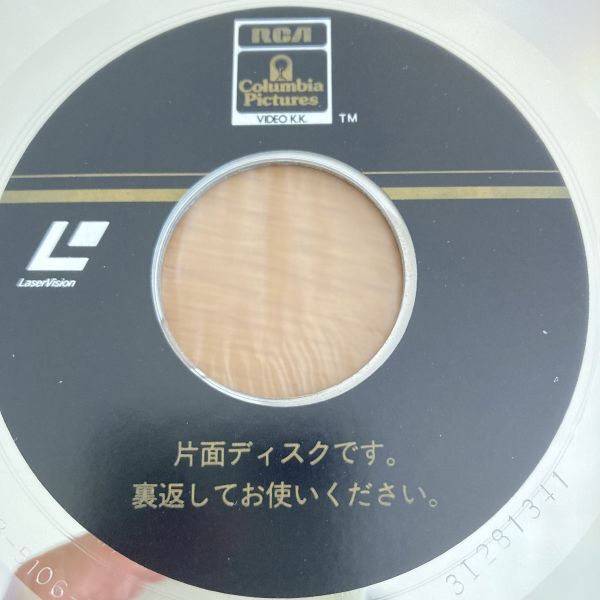 RCA
Columbia
Pictures
VIDEO K.K.
TM
LaserVision
片面ディスクです。
裏返してお使いください。